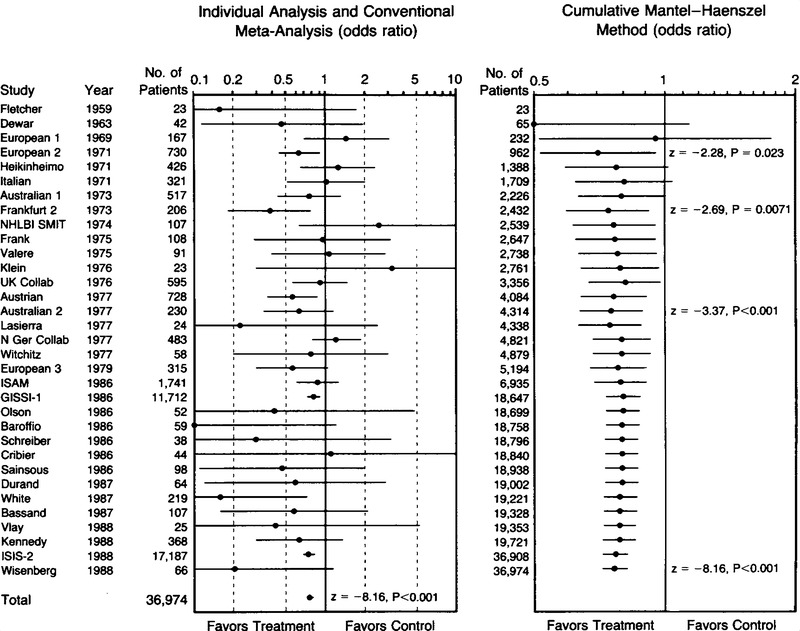 Individual Analysis and Conventional Meta-Analysis (odds ratio)
Cumulative Mantel–Haenszel Method (odds ratio)
Study Year No. of Patients 0.1 0.2 0.5 1 2 5 10
No. of Patients 0.5 1 2
Fletcher 1959 23 23
Dewar 1963 42 65
European 1 1969 167 232
European 2 1971 730 962 z = −2.28, P = 0.023
Heikinheimo 1971 426 1,388
Italian 1971 321 1,709
Australian 1 1973 517 2,226
Frankfurt 2 1973 206 2,432 z = −2.69, P = 0.0071
NHLBI SMIT 1974 107 2,539
Frank 1975 108 2,647
Valere 1975 91 2,738
Klein 1976 23 2,761
UK Collab 1976 595 3,356
Austrian 1977 728 4,084
Australian 2 1977 230 4,314 z = −3.37, P<0.001
Lasierra 1977 24 4,338
N Ger Collab 1977 483 4,821
Witchitz 1977 58 4,879
European 3 1979 315 5,194
ISAM 1986 1,741 6,935
GISSI-1 1986 11,712 18,647
Olson 1986 52 18,699
Baroffio 1986 59 18,758
Schreiber 1986 38 18,796
Cribier 1986 44 18,840
Sainsous 1986 98 18,938
Durand 1987 64 19,002
White 1987 219 19,221
Bassand 1987 107 19,328
Vlay 1988 25 19,353
Kennedy 1988 368 19,721
ISIS-2 1988 17,187 36,908
Wisenberg 1988 66 36,974 z = −8.16, P<0.001
Total 36,974 z = −8.16, P<0.001
Favors Treatment Favors Control
Favors Treatment Favors Control